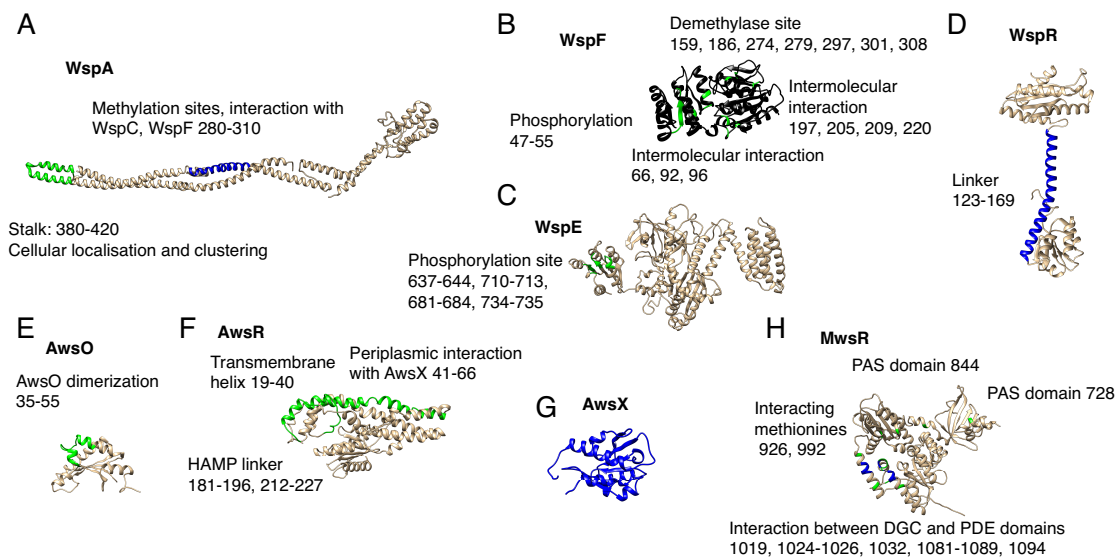 A
WspA
Methylation sites, interaction with
WspC, WspF 280-310
Stalk: 380-420
Cellular localisation and clustering
B
WspF
Demethylase site
159, 186, 274, 279, 297, 301, 308
Phosphorylation
47-55
Intermolecular
interaction
197, 205, 209, 220
Intermolecular interaction
66, 92, 96
C
WspE
Phosphorylation site
637-644, 710-713,
681-684, 734-735
D
WspR
Linker
123-169
E
AwsO
AwsO dimerization
35-55
F
AwsR
Transmembrane
helix 19-40
Periplasmic interaction
with AwsX 41-66
HAMP linker
181-196, 212-227
G
AwsX
H
MwsR
PAS domain 844
PAS domain 728
Interacting
methionines
926, 992
Interaction between DGC and PDE domains
1019, 1024-1026, 1032, 1081-1089, 1094